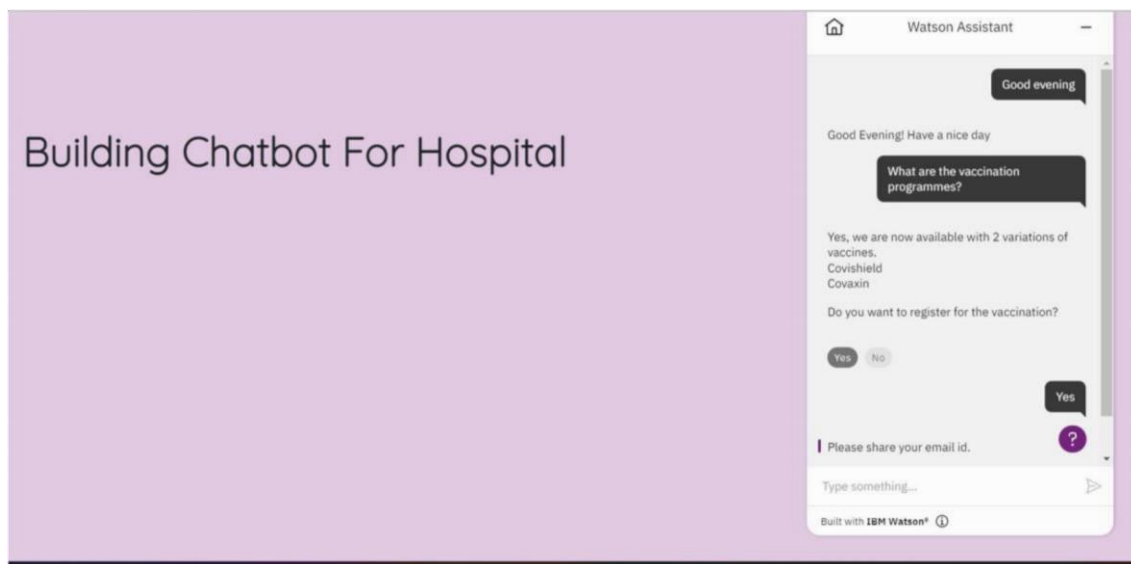 Building Chatbot For Hospital
Watson Assistant
Good evening
Good Evening! Have a nice day
What are the vaccination
programmes?
Yes, we are now available with 2 variations of
vaccines.
Covishield
Covaxin
Do you want to register for the vaccination?
Yes No
Yes
?
Please share your email id.
Type something...
Built with IBM Watson®